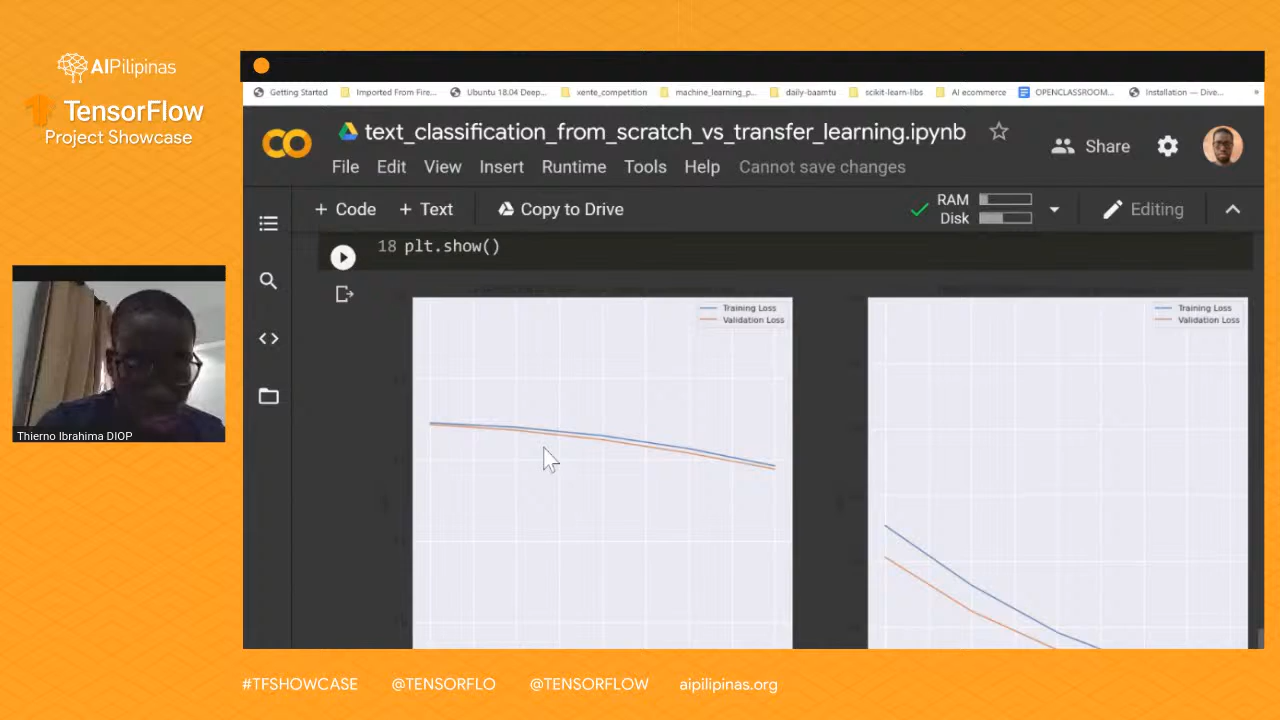 AIPilipinas
TensorFlow
Project Showcase
Getting Started
Imported From Fire...
Ubuntu 18.04 Deep...
xente_competition
machine_learning_p...
daily-baamtu
scikit-learn-libs
AI ecommerce
OPENCLASSROOM...
Installation — Dive...
»
text_classification_from_scratch_vs_transfer_learning.ipynb
Share
File Edit View Insert Runtime Tools Help Cannot save changes
+ Code + Text Copy to Drive
RAM
Disk
Editing
18 plt.show()
Training Loss
Validation Loss
Training Loss
Validation Loss
Thierno Ibrahima DIOP
#TFSHOWCASE @TENSORFLO @TENSORFLOW aipilipinas.org